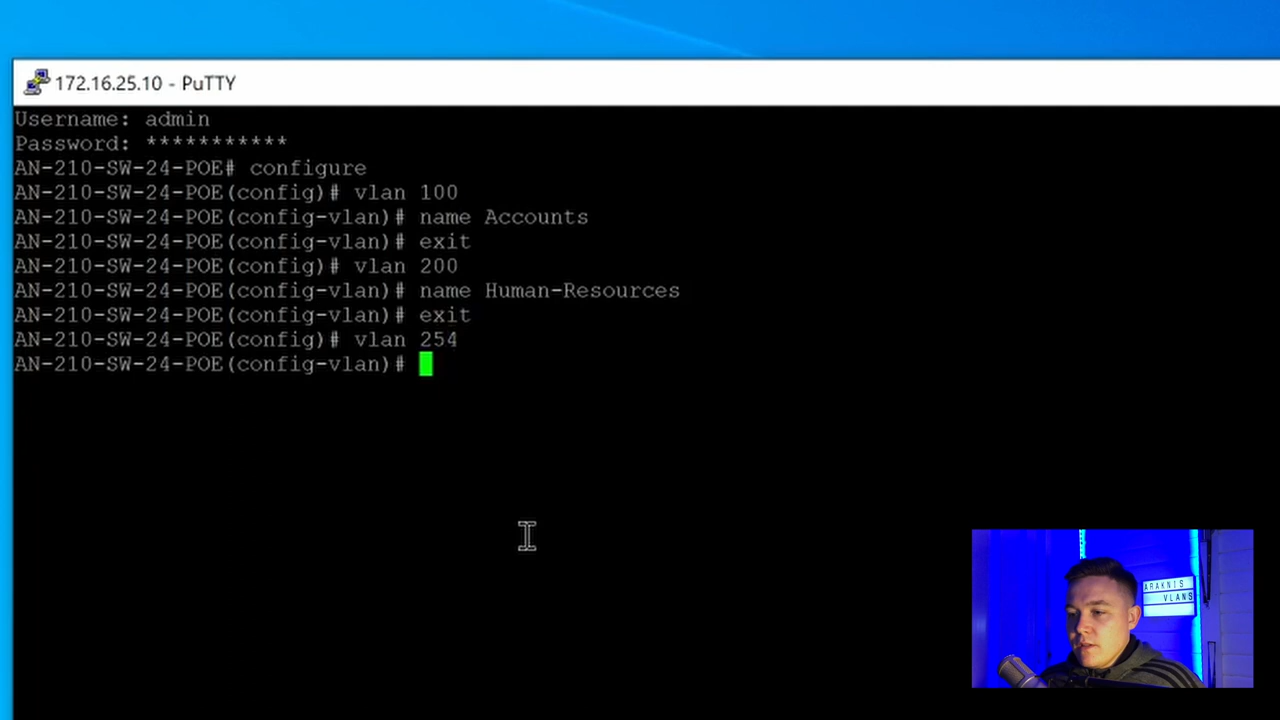 172.16.25.10 - PuTTY
Username: admin
Password: ***********
AN-210-SW-24-POE# configure
AN-210-SW-24-POE(config)# vlan 100
AN-210-SW-24-POE(config-vlan)# name Accounts
AN-210-SW-24-POE(config-vlan)# exit
AN-210-SW-24-POE(config)# vlan 200
AN-210-SW-24-POE(config-vlan)# name Human-Resources
AN-210-SW-24-POE(config-vlan)# exit
AN-210-SW-24-POE(config)# vlan 254
AN-210-SW-24-POE(config-vlan)#
ARAKNIS
VLANS